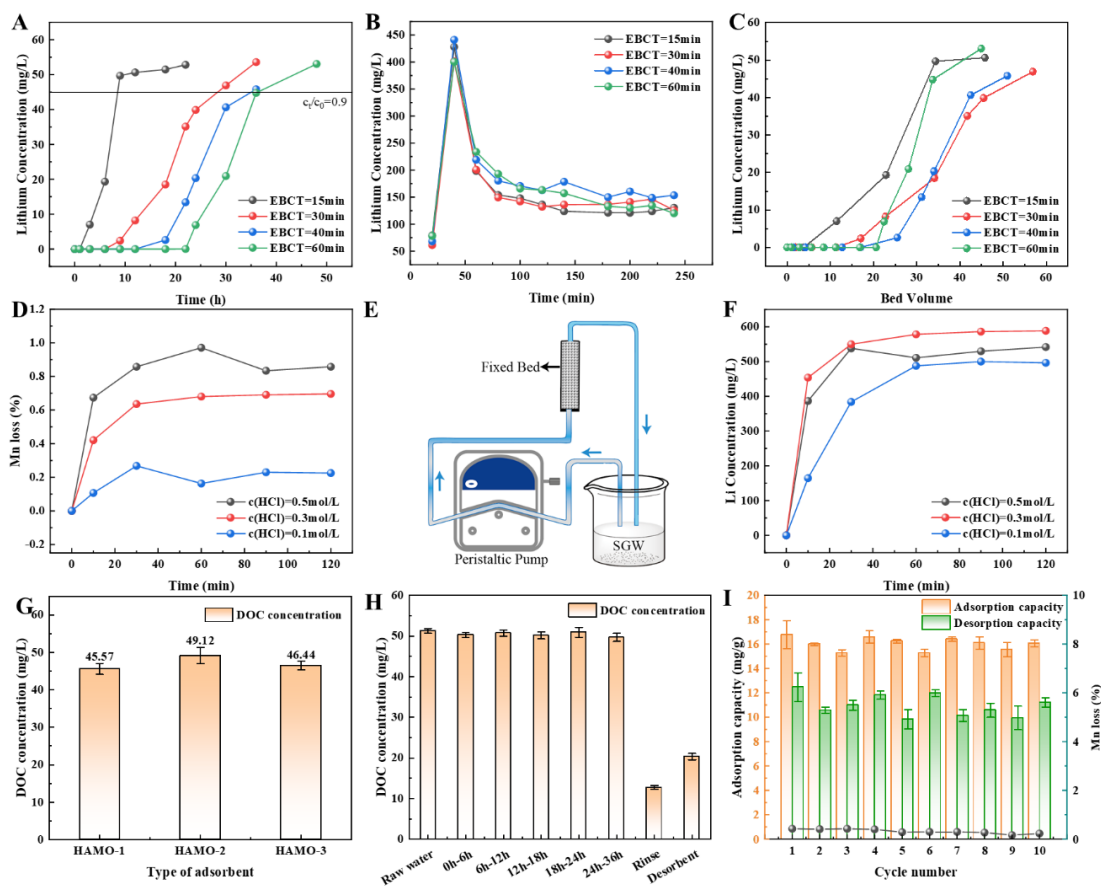 A
Lithium Concentration (mg/L)
60
50
40
30
20
10
0
cₜ/c₀=0.9
EBCT=15min
EBCT=30min
EBCT=40min
EBCT=60min
0
10
20
30
40
50
Time (h)
B
Lithium Concentration (mg/L)
450
400
350
300
250
200
150
100
50
EBCT=15min
EBCT=30min
EBCT=40min
EBCT=60min
0
50
100
150
200
250
Time (min)
C
Lithium Concentration (mg/L)
60
50
40
30
20
10
0
EBCT=15min
EBCT=30min
EBCT=40min
EBCT=60min
0
10
20
30
40
50
60
Bed Volume
D
Mn loss (%)
1.2
1.0
0.8
0.6
0.4
0.2
0.0
-0.2
c(HCl)=0.5mol/L
c(HCl)=0.3mol/L
c(HCl)=0.1mol/L
0
20
40
60
80
100
120
Time (min)
E
Fixed Bed
SGW
Peristaltic Pump
F
Li Concentration (mg/L)
600
500
400
300
200
100
0
c(HCl)=0.5mol/L
c(HCl)=0.3mol/L
c(HCl)=0.1mol/L
0
20
40
60
80
100
120
Time (min)
G
DOC concentration (mg/L)
60
50
40
30
20
10
0
DOC concentration
45.57
49.12
46.44
HAMO-1
HAMO-2
HAMO-3
Type of adsorbent
H
DOC concentration (mg/L)
60
50
40
30
20
10
0
DOC concentration
Raw water
0h-6h
6h-12h
12h-18h
18h-24h
24h-36h
Rinse
Desorbent
I
Adsorption capacity (mg/g)
20
18
16
14
12
10
8
6
4
2
0
Adsorption capacity
Desorption capacity
10
8
6
4
2
0
Mn loss (%)
1
2
3
4
5
6
7
8
9
10
Cycle number